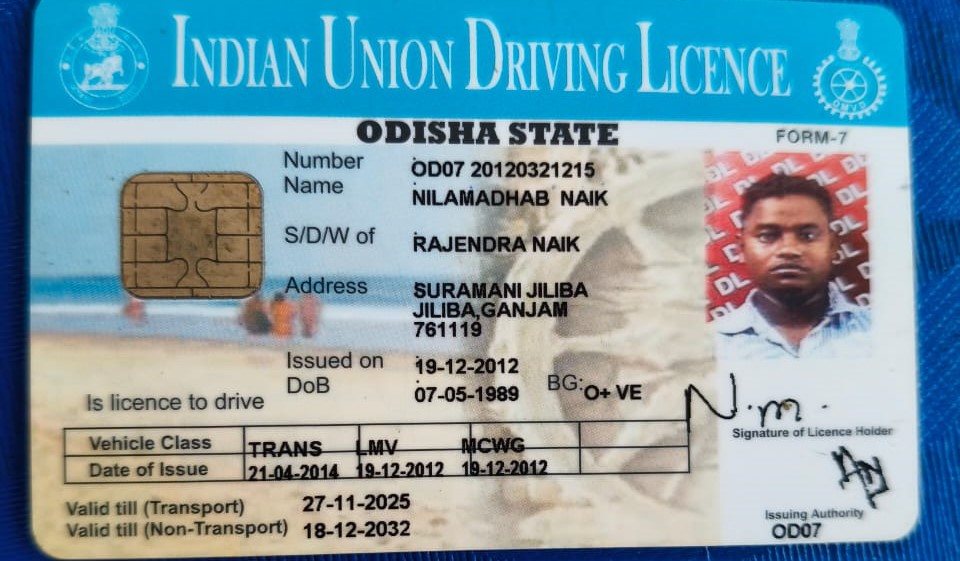 INDIAN UNION DRIVING LICENCE
ODISHA STATE
FORM-7
Number OD07 20120321215
Name NILAMADHAB NAIK
S/D/W of RAJENDRA NAIK
Address SURAMANI JILIBA
JILIBA,GANJAM
761119
Issued on 19-12-2012
DoB 07-05-1989 BG: O+ VE
Is licence to drive
N.m.
Signature of Licence Holder
Vehicle Class TRANS LMV MCWG
Date of Issue 21-04-2014 19-12-2012 19-12-2012
Valid till (Transport) 27-11-2025
Valid till (Non-Transport) 18-12-2032
Issuing Authority
OD07